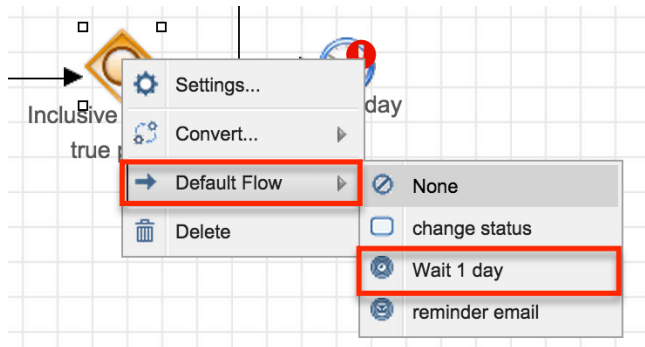 Settings...
Inclusive
day
Convert...
true
Default Flow
None
Delete
change status
Wait 1 day
reminder email